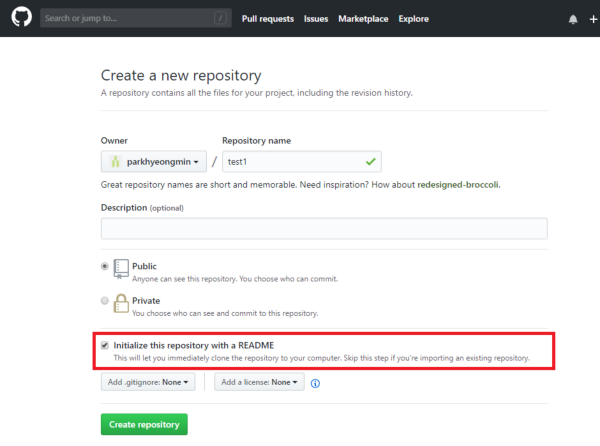 Search or jump to... / Pull requests Issues Marketplace Explore
Create a new repository
A repository contains all the files for your project, including the revision history.
Owner Repository name
parkhyeongmin / test1
Great repository names are short and memorable. Need inspiration? How about redesigned-broccoli.
Description (optional)
Public
Anyone can see this repository. You choose who can commit.
Private
You choose who can see and commit to this repository.
Initialize this repository with a README
This will let you immediately clone the repository to your computer. Skip this step if you're importing an existing repository.
Add .gitignore: None Add a license: None
Create repository